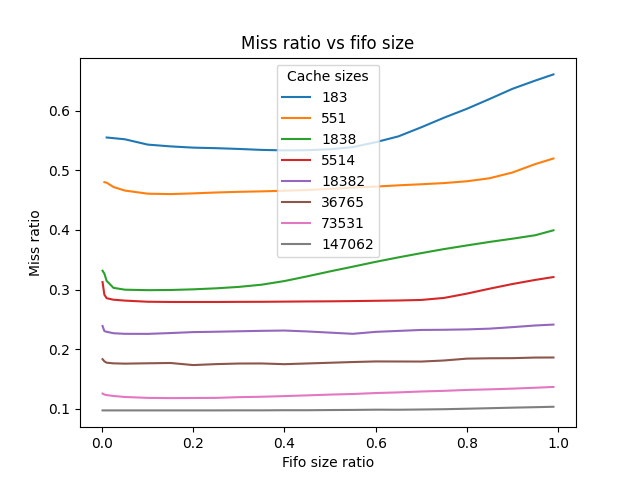 Miss ratio vs fifo size
Cache sizes
183
551
1838
5514
18382
36765
73531
147062
0.6
0.5
0.4
0.3
0.2
0.1
Miss ratio
0.0 0.2 0.4 0.6 0.8 1.0
Fifo size ratio